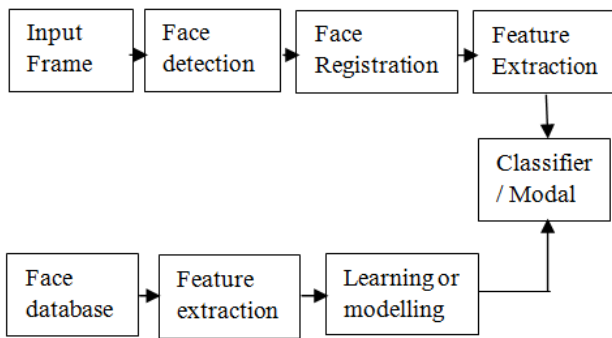 Input
Frame
Face
detection
Face
Registration
Feature
Extraction
Classifier
/ Modal
Face
database
Feature
extraction
Learning or
modelling